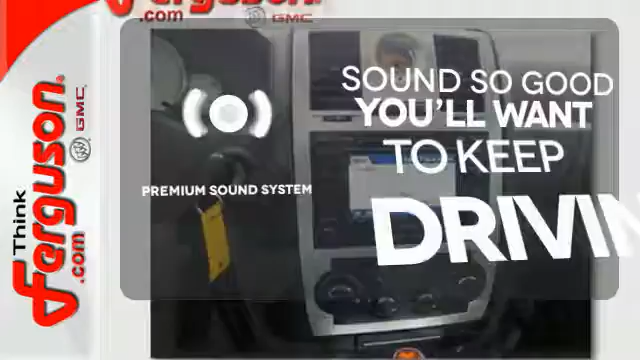 Ferguson
.com
GMC
Think
Ferguson
.com
GMC
PREMIUM SOUND SYSTEM
SOUND SO GOOD
YOU'LL WANT
TO KEEP
DRIVIN